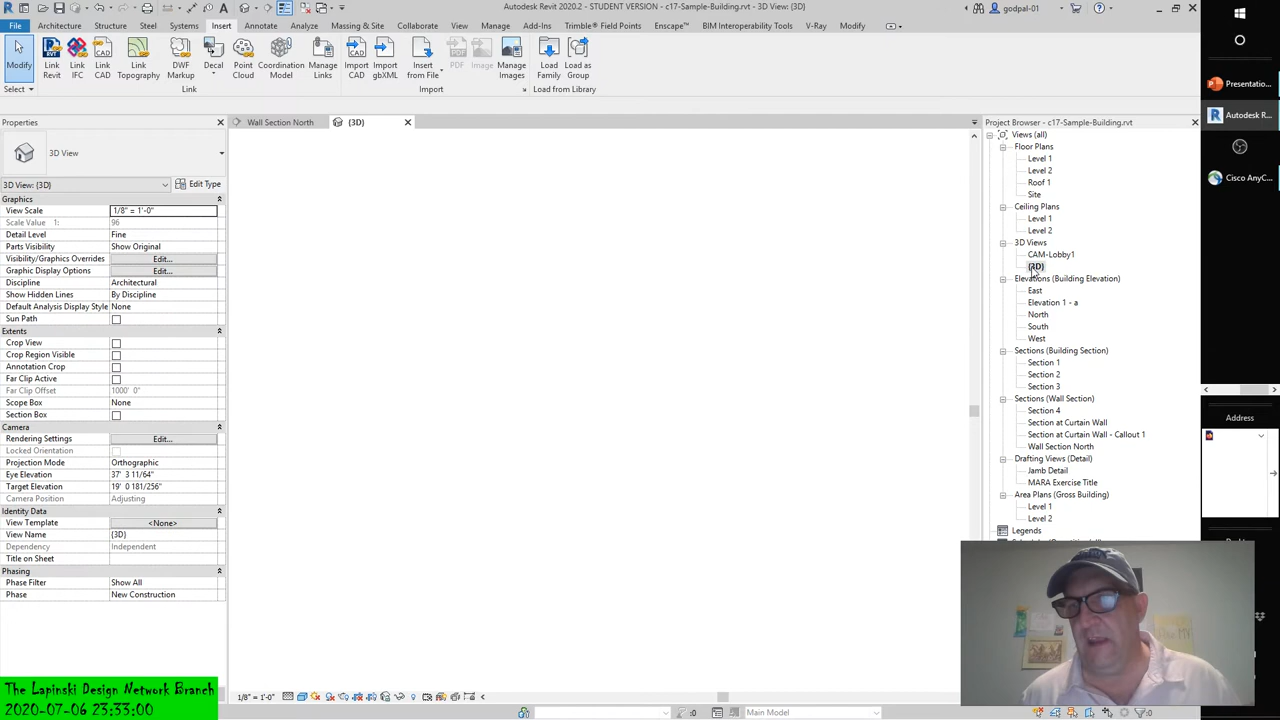 Autodesk Revit 2020.2 - STUDENT VERSION - c17-Sample-Building.rvt - 3D View: {3D}
godpal-01
File Architecture Structure Steel Systems Insert Annotate Analyze Massing & Site Collaborate View Manage Add-Ins Trimble® Field Points Enscape™ BIM Interoperability Tools V-Ray Modify
Modify
Link Revit
Link IFC
Link CAD
Link Topography
DWF Markup
Decal
Point Cloud
Coordination Model
Manage Links
Import CAD
Import gbXML
Insert from File
PDF
Image
Manage Images
Load Family
Load as Group
Select Link Import Load from Library
Properties
Wall Section North
{3D}
3D View
3D View: {3D}
Edit Type
Graphics
View Scale 1/8" = 1'-0"
Scale Value 1: 96
Detail Level Fine
Parts Visibility Show Original
Visibility/Graphics Overrides Edit...
Graphic Display Options Edit...
Discipline Architectural
Show Hidden Lines By Discipline
Default Analysis Display Style None
Sun Path
Extents
Crop View
Crop Region Visible
Annotation Crop
Far Clip Active
Far Clip Offset 1000' 0"
Scope Box None
Section Box
Camera
Rendering Settings Edit...
Locked Orientation
Projection Mode Orthographic
Eye Elevation 37' 3 11/64"
Target Elevation 19' 0 181/256"
Camera Position Adjusting
Identity Data
View Template <None>
View Name {3D}
Dependency Independent
Title on Sheet
Phasing
Phase Filter Show All
Phase New Construction
Project Browser - c17-Sample-Building.rvt
Views (all)
Floor Plans
Level 1
Level 2
Roof 1
Site
Ceiling Plans
Level 1
Level 2
3D Views
CAM-Lobby1
{3D}
Elevations (Building Elevation)
East
Elevation 1 - a
North
South
West
Sections (Building Section)
Section 1
Section 2
Section 3
Sections (Wall Section)
Section 4
Section at Curtain Wall
Section at Curtain Wall - Callout 1
Wall Section North
Drafting Views (Detail)
Jamb Detail
MARA Exercise Title
Area Plans (Gross Building)
Level 1
Level 2
Legends
Presentatio...
Autodesk R...
Cisco AnyC...
Address
1/8" = 1'-0"
:0
Main Model
:0
The Lapinski Design Network Branch
2020-07-06 23:33:00